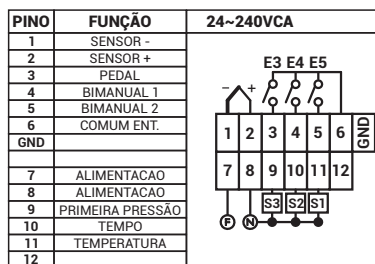 PINO FUNÇÃO 24~240VCA
1 SENSOR -
2 SENSOR +
3 PEDAL
4 BIMANUAL 1
5 BIMANUAL 2
6 COMUM ENT.
GND
7 ALIMENTACAO
8 ALIMENTACAO
9 PRIMEIRA PRESSÃO
10 TEMPO
11 TEMPERATURA
12
E3 E4 E5
− +
1 2 3 4 5 6 GND
7 8 9 10 11 12
S3 S2 S1
F N